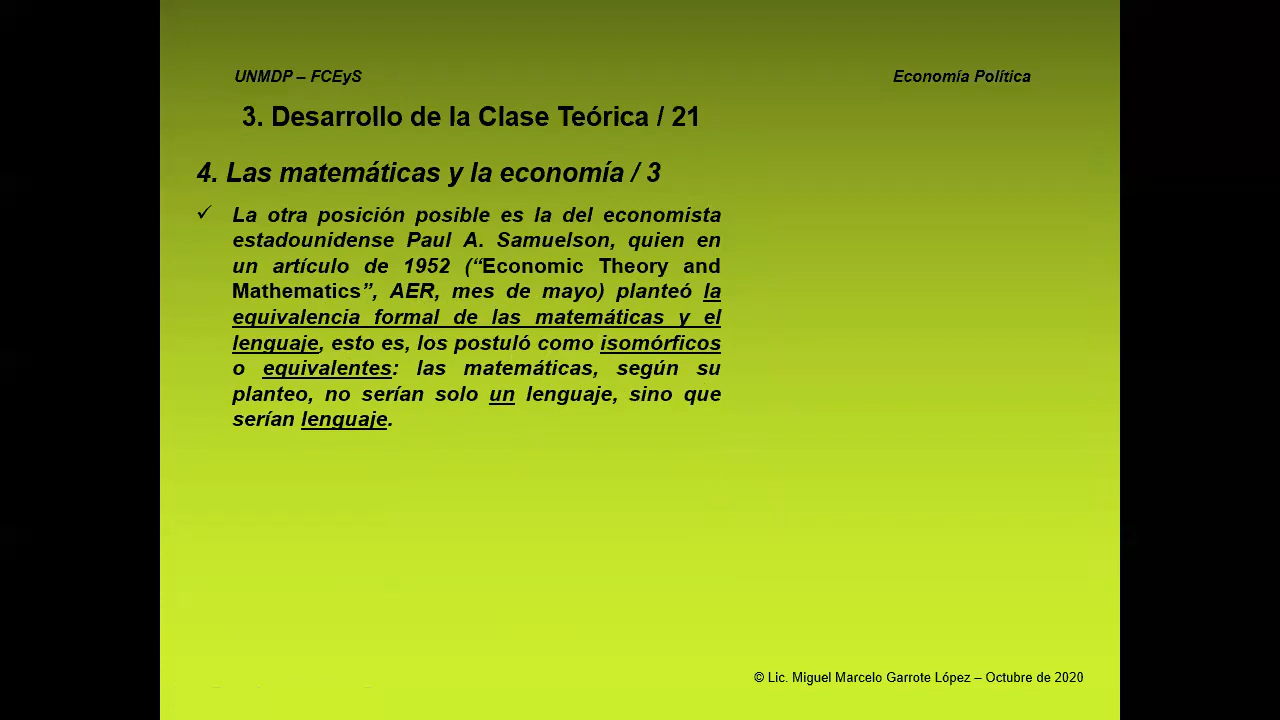 UNMDP – FCEyS
Economía Política
3. Desarrollo de la Clase Teórica / 21
4. Las matemáticas y la economía / 3
✓ La otra posición posible es la del economista
estadounidense Paul A. Samuelson, quien en
un artículo de 1952 (“Economic Theory and
Mathematics”, AER, mes de mayo) planteó la
equivalencia formal de las matemáticas y el
lenguaje, esto es, los postuló como isomórficos
o equivalentes: las matemáticas, según su
planteo, no serían solo un lenguaje, sino que
serían lenguaje.
© Lic. Miguel Marcelo Garrote López – Octubre de 2020